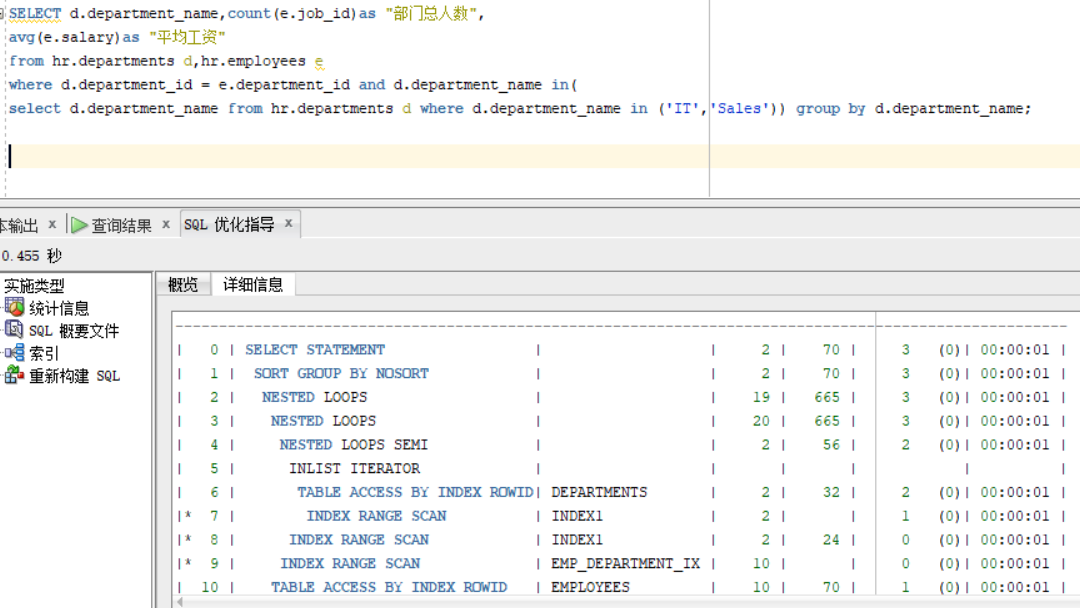 SELECT d.department_name,count(e.job_id)as "部门总人数",
avg(e.salary)as "平均工资"
from hr.departments d,hr.employees e
where d.department_id = e.department_id and d.department_name in(
select d.department_name from hr.departments d where d.department_name in ('IT','Sales')) group by d.department_name;
本输出 × 查询结果 × SQL 优化指导 ×
0.455 秒
实施类型
统计信息
SQL 概要文件
索引
重新构建 SQL
概览 详细信息
--------------------------------------------------------------------------------
| 0 | SELECT STATEMENT | | 2 | 70 | 3 (0)| 00:00:01 |
| 1 | SORT GROUP BY NOSORT | | 2 | 70 | 3 (0)| 00:00:01 |
| 2 | NESTED LOOPS | | 19 | 665 | 3 (0)| 00:00:01 |
| 3 | NESTED LOOPS | | 20 | 665 | 3 (0)| 00:00:01 |
| 4 | NESTED LOOPS SEMI | | 2 | 56 | 2 (0)| 00:00:01 |
| 5 | INLIST ITERATOR | | | | | |
| 6 | TABLE ACCESS BY INDEX ROWID| DEPARTMENTS | 2 | 32 | 2 (0)| 00:00:01 |
|* 7 | INDEX RANGE SCAN | INDEX1 | 2 | | 1 (0)| 00:00:01 |
|* 8 | INDEX RANGE SCAN | INDEX1 | 2 | 24 | 0 (0)| 00:00:01 |
|* 9 | INDEX RANGE SCAN | EMP_DEPARTMENT_IX | 10 | | 0 (0)| 00:00:01 |
| 10 | TABLE ACCESS BY INDEX ROWID | EMPLOYEES | 10 | 70 | 1 (0)| 00:00:01 |